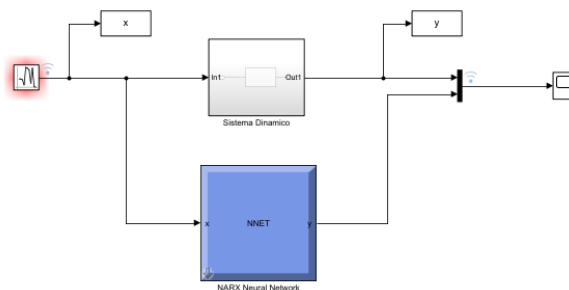 x
y
In1
Out1
Sistema Dinamico
x
NNET
y
NARX Neural Network